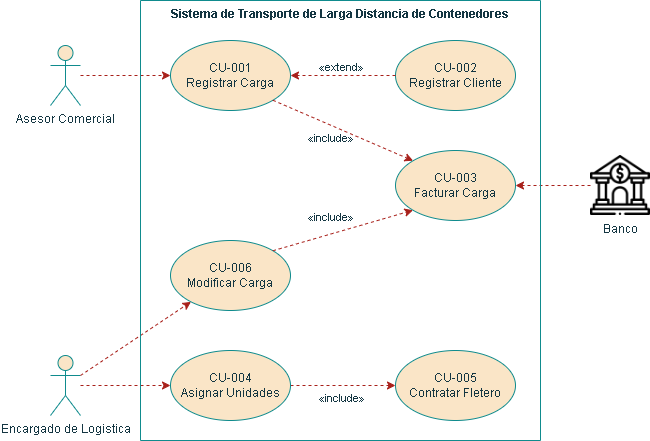 Sistema de Transporte de Larga Distancia de Contenedores
CU-001
Registrar Carga
«extend»
CU-002
Registrar Cliente
Asesor Comercial
«include»
CU-003
Facturar Carga
$
Banco
«include»
CU-006
Modificar Carga
CU-004
Asignar Unidades
«include»
CU-005
Contratar Fletero
Encargado de Logistica